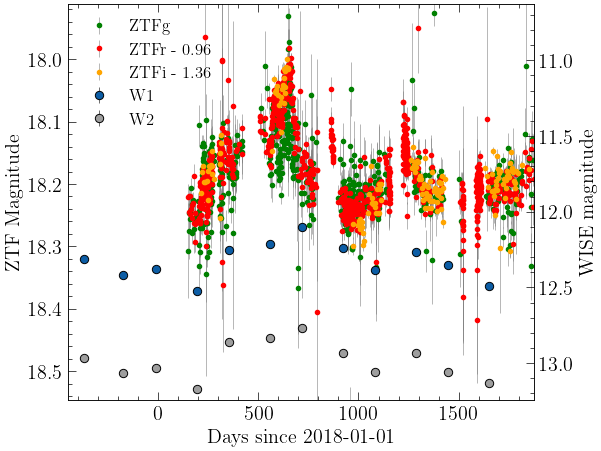 ZTFg
ZTFr - 0.96
ZTFi - 1.36
W1
W2
18.0
18.1
18.2
18.3
18.4
18.5
ZTF Magnitude
11.0
11.5
12.0
12.5
13.0
WISE magnitude
0
500
1000
1500
Days since 2018-01-01